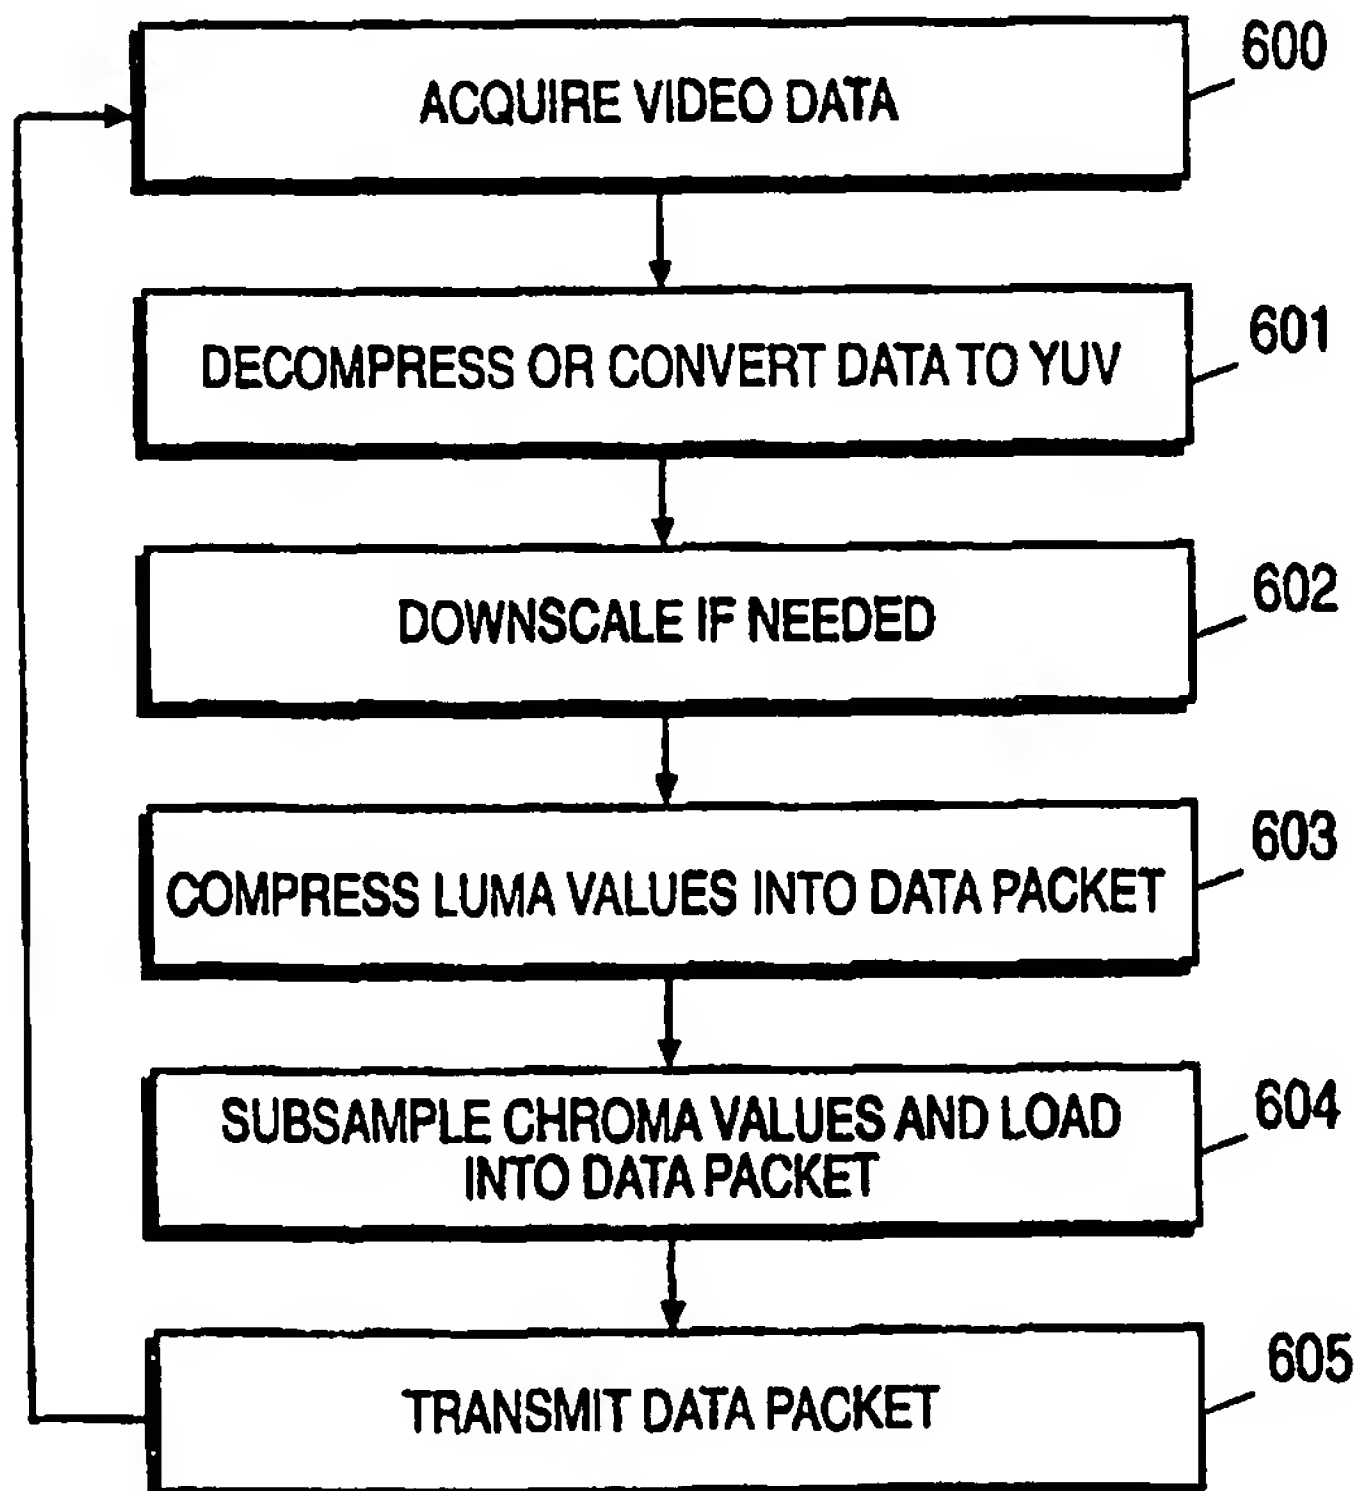 600
ACQUIRE VIDEO DATA
601
DECOMPRESS OR CONVERT DATA TO YUV
602
DOWNSCALE IF NEEDED
603
COMPRESS LUMA VALUES INTO DATA PACKET
604
SUBSAMPLE CHROMA VALUES AND LOAD
INTO DATA PACKET
605
TRANSMIT DATA PACKET